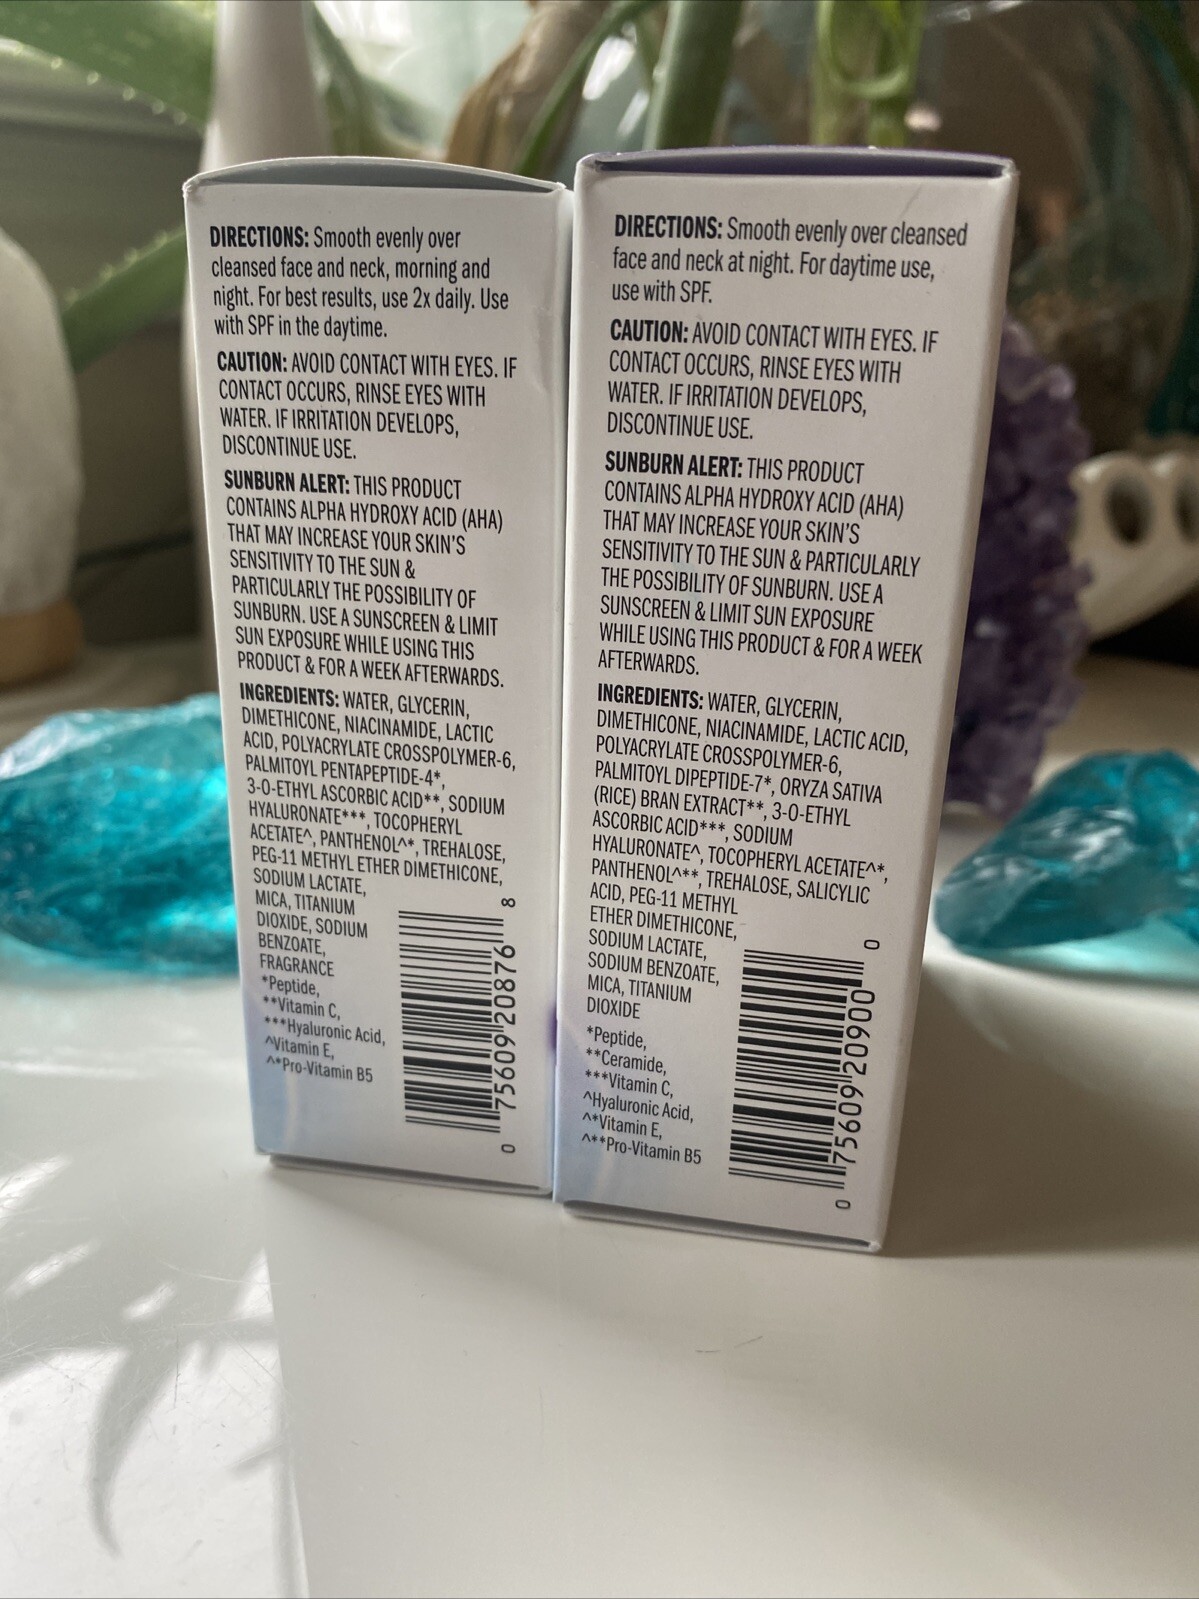 DIRECTIONS: Smooth evenly over
cleansed face and neck, morning and
night. For best results, use 2x daily. Use
with SPF in the daytime.
CAUTION: AVOID CONTACT WITH EYES. IF
CONTACT OCCURS, RINSE EYES WITH
WATER. IF IRRITATION DEVELOPS,
DISCONTINUE USE.
SUNBURN ALERT: THIS PRODUCT
CONTAINS ALPHA HYDROXY ACID (AHA)
THAT MAY INCREASE YOUR SKIN'S
SENSITIVITY TO THE SUN &
PARTICULARLY THE POSSIBILITY OF
SUNBURN. USE A SUNSCREEN & LIMIT
SUN EXPOSURE WHILE USING THIS
PRODUCT & FOR A WEEK AFTERWARDS.
INGREDIENTS: WATER, GLYCERIN,
DIMETHICONE, NIACINAMIDE, LACTIC
ACID, POLYACRYLATE CROSSPOLYMER-6,
PALMITOYL PENTAPEPTIDE-4*,
3-O-ETHYL ASCORBIC ACID**, SODIUM
HYALURONATE***, TOCOPHERYL
ACETATE^, PANTHENOL^*, TREHALOSE,
PEG-11 METHYL ETHER DIMETHICONE,
SODIUM LACTATE,
MICA, TITANIUM
DIOXIDE, SODIUM
BENZOATE,
FRAGRANCE
*Peptide,
**Vitamin C,
***Hyaluronic Acid,
^Vitamin E,
^*Pro-Vitamin B5
0 75609 20876 8
DIRECTIONS: Smooth evenly over cleansed
face and neck at night. For daytime use,
use with SPF.
CAUTION: AVOID CONTACT WITH EYES. IF
CONTACT OCCURS, RINSE EYES WITH
WATER. IF IRRITATION DEVELOPS,
DISCONTINUE USE.
SUNBURN ALERT: THIS PRODUCT
CONTAINS ALPHA HYDROXY ACID (AHA)
THAT MAY INCREASE YOUR SKIN'S
SENSITIVITY TO THE SUN & PARTICULARLY
THE POSSIBILITY OF SUNBURN. USE A
SUNSCREEN & LIMIT SUN EXPOSURE
WHILE USING THIS PRODUCT & FOR A WEEK
AFTERWARDS.
INGREDIENTS: WATER, GLYCERIN,
DIMETHICONE, NIACINAMIDE, LACTIC ACID,
POLYACRYLATE CROSSPOLYMER-6,
PALMITOYL DIPEPTIDE-7*, ORYZA SATIVA
(RICE) BRAN EXTRACT**, 3-O-ETHYL
ASCORBIC ACID***, SODIUM
HYALURONATE^, TOCOPHERYL ACETATE^*,
PANTHENOL^**, TREHALOSE, SALICYLIC
ACID, PEG-11 METHYL
ETHER DIMETHICONE,
SODIUM LACTATE,
SODIUM BENZOATE,
MICA, TITANIUM
DIOXIDE
*Peptide,
**Ceramide,
***Vitamin C,
^Hyaluronic Acid,
^*Vitamin E,
^**Pro-Vitamin B5
0 75609 20900 0